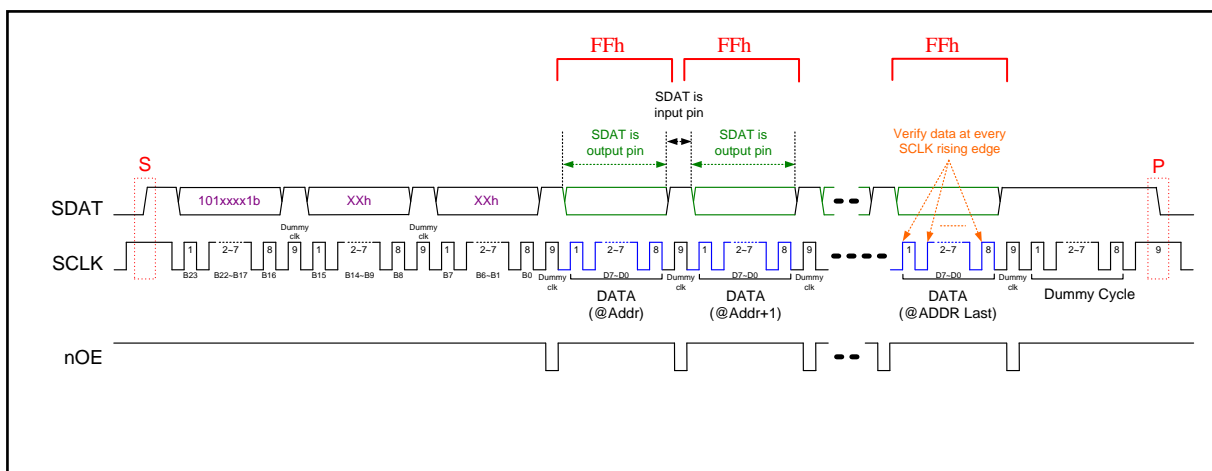 FFh FFh FFh
SDAT is
input pin
SDAT is
output pin
SDAT is
output pin
Verify data at every
SCLK rising edge
S
P
SDAT
101xxxx1b
XXh
XXh
Dummy
clk
Dummy
clk
SCLK
1 2~7 8 9 1 2~7 8 9 1 2~7 8 9 1 2~7 8 9 1 2~7 8 9 1 2~7 8 9 1 2~7 8 9
B23 B22~B17 B16 B15 B14~B9 B8 B7 B6~B1 B0
Dummy
clk
D7~D0
Dummy
clk
D7~D0
Dummy
clk
D7~D0
Dummy
clk
DATA
(@Addr)
DATA
(@Addr+1)
DATA
(@ADDR Last)
Dummy Cycle
nOE